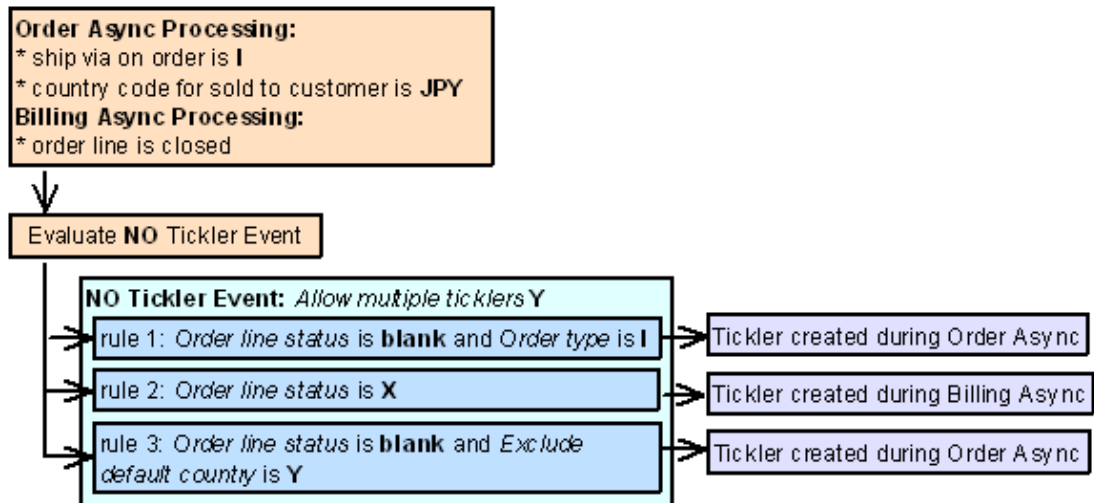 Order Async Processing:
* ship via on order is I
* country code for sold to customer is JPY
Billing Async Processing:
* order line is closed
Evaluate NO Tickler Event
NO Tickler Event: Allow multiple ticklers Y
rule 1: Order line status is blank and Order type is I
Tickler created during Order Async
rule 2: Order line status is X
Tickler created during Billing Async
rule 3: Order line status is blank and Exclude
default country is Y
Tickler created during Order Async